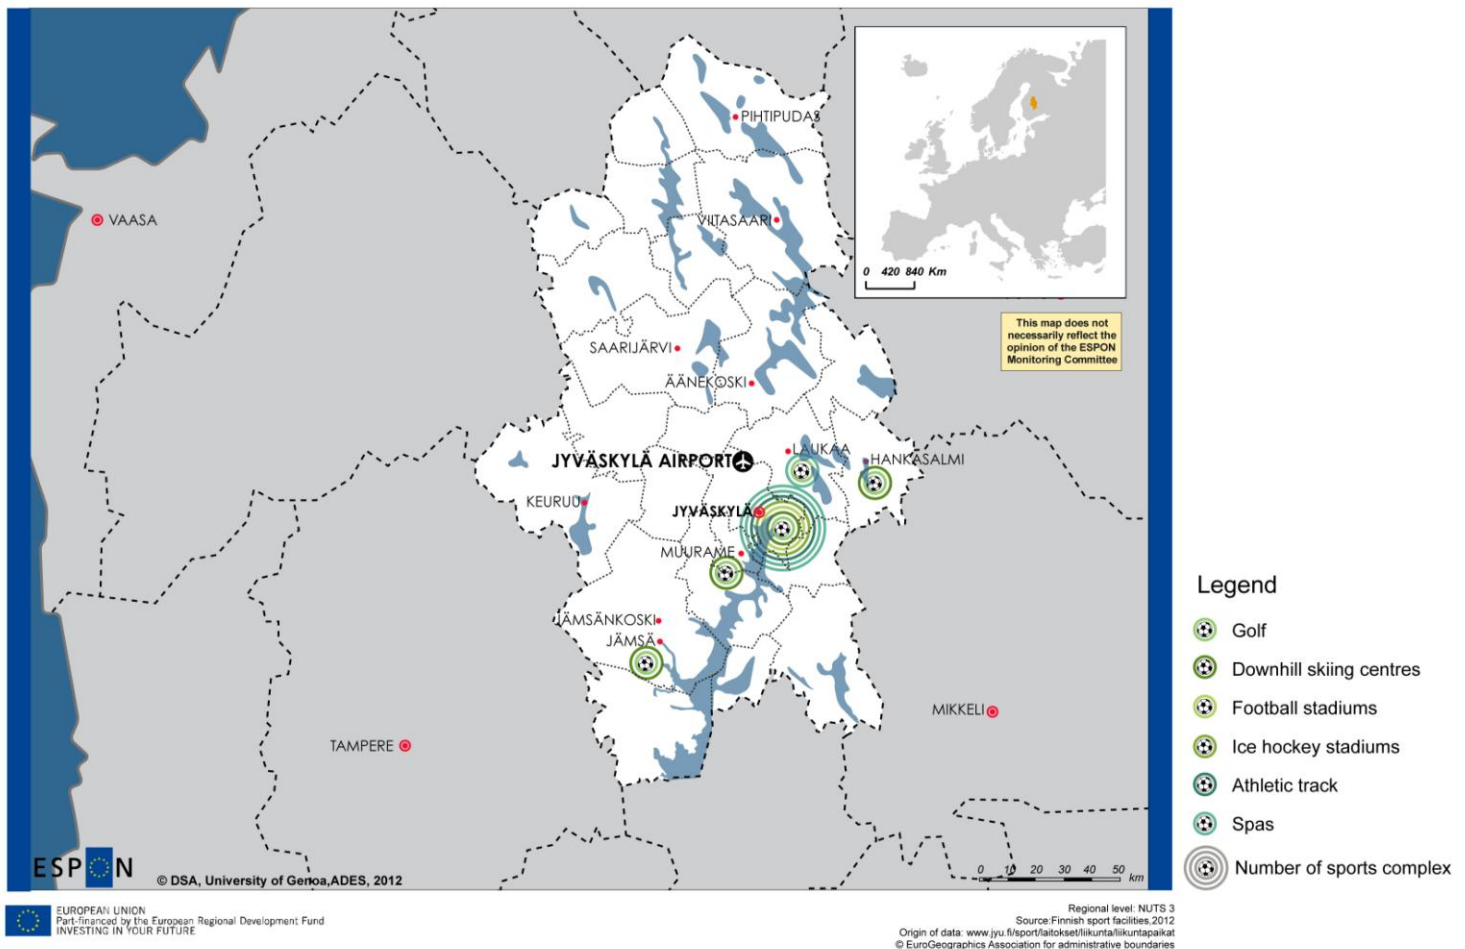 PIHTIPUDAS
VAASA
VIITASAARI
0 420 840 Km
This map does not
necessarily reflect the
opinion of the ESPON
Monitoring Committee
SAARIJÄRVI
ÄÄNEKOSKI
LAUKAA
JYVÄSKYLÄ AIRPORT
HANKASALMI
KEURUU
JYVÄSKYLÄ
MUURAME
JÄMSÄNKOSKI
JÄMSÄ
MIKKELI
TAMPERE
Legend
Golf
Downhill skiing centres
Football stadiums
Ice hockey stadiums
Athletic track
Spas
Number of sports complex
ESPON
© DSA, University of Genoa,ADES, 2012
0 10 20 30 40 50
km
EUROPEAN UNION
Part-financed by the European Regional Development Fund
INVESTING IN YOUR FUTURE
Regional level: NUTS 3
Source:Finnish sport facilities,2012
Origin of data: www.jyu.fi/sport/laitokset/liikunta/liikuntapaikat
© EuroGeographics Association for administrative boundaries